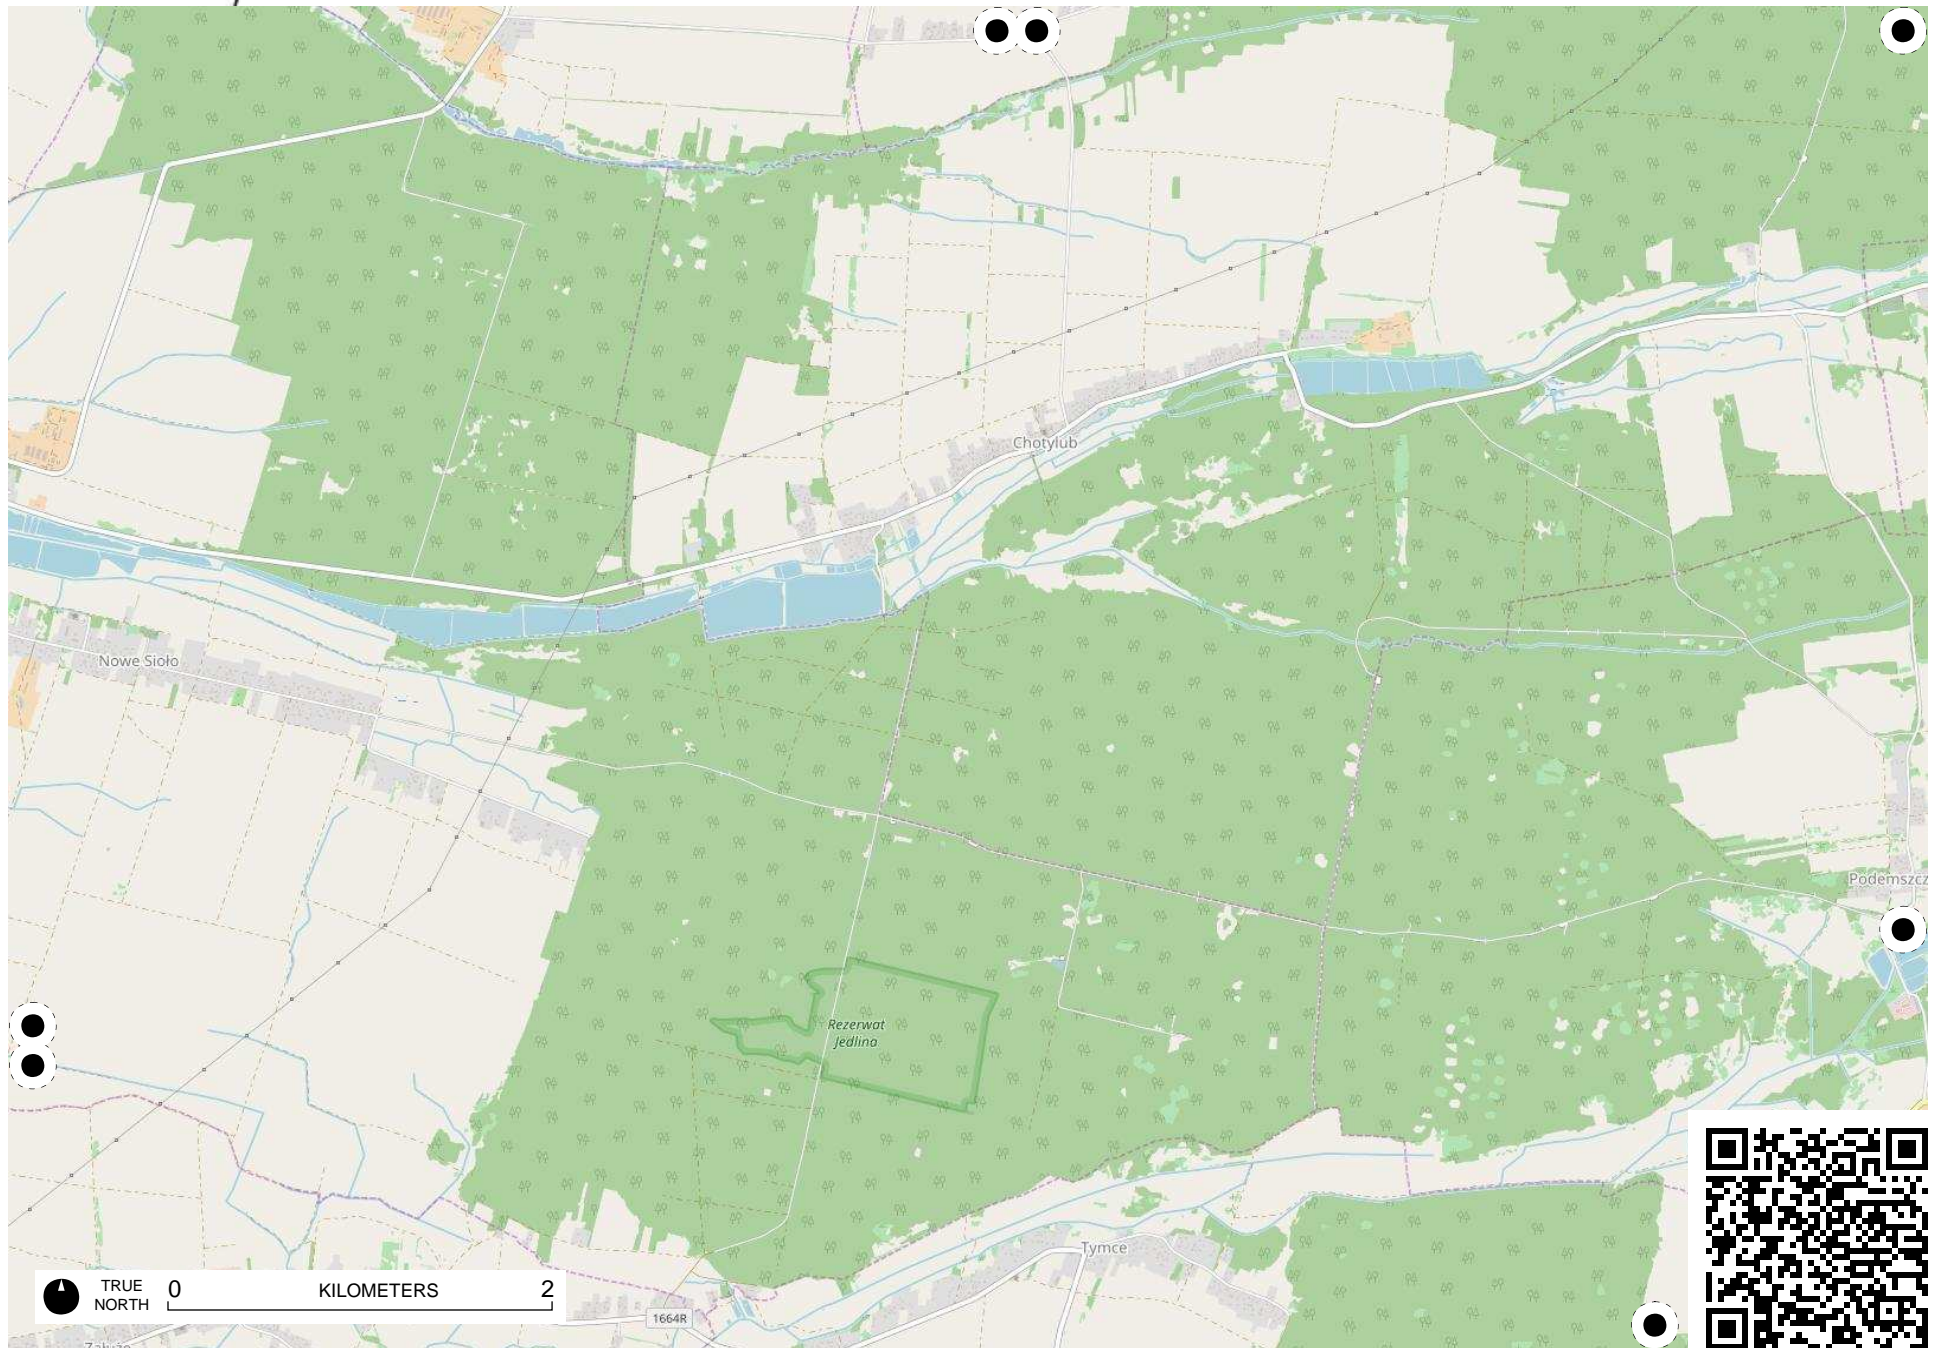 Chotylub
Nowe Sioło
Podemszcz
Rezerwat
Jedlina
Tymce
TRUE
NORTH
0
KILOMETERS
2
1664R